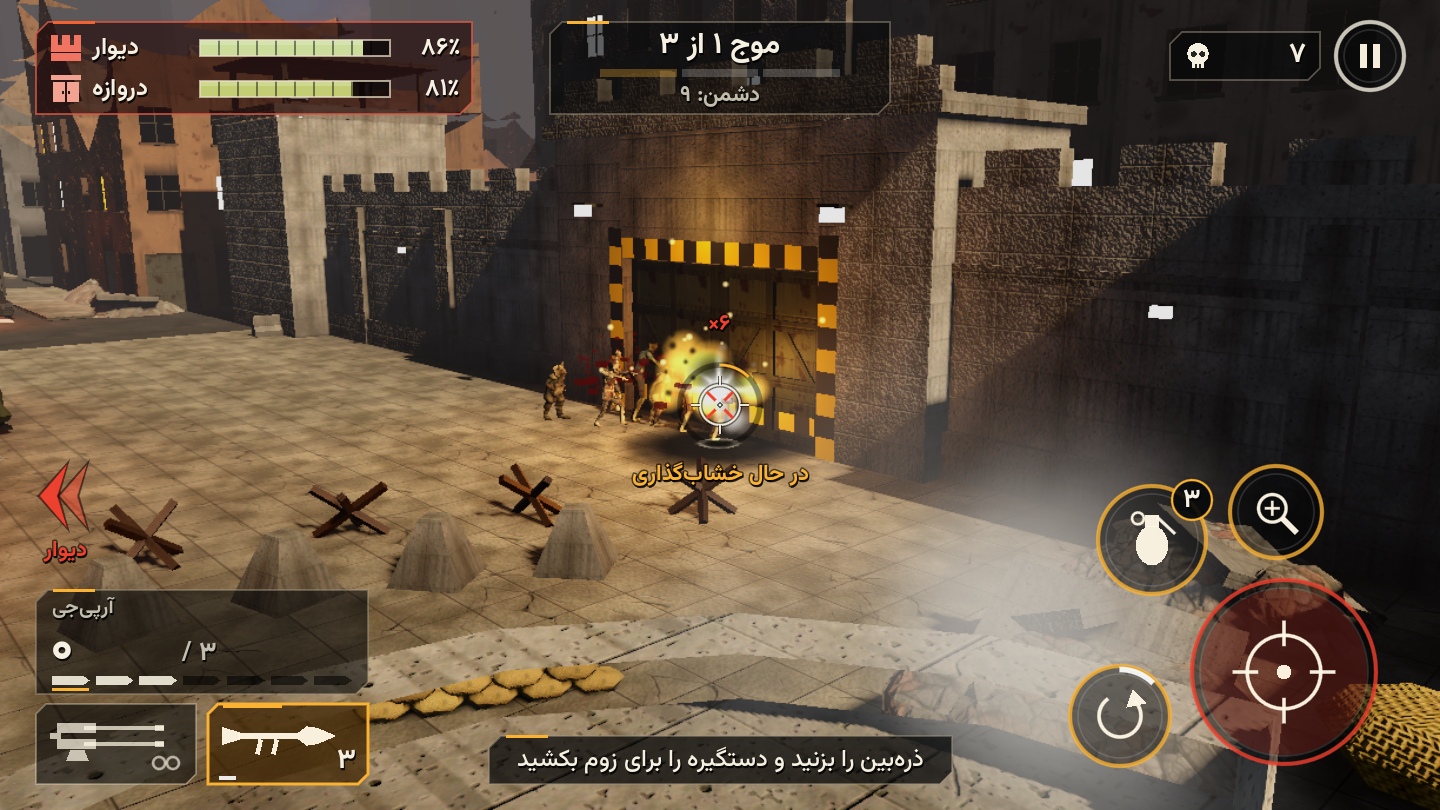 دیوار ۸۶٪
دروازه ۸۱٪
موج ۱ از ۳
دشمن: ۹
۷
×۶
در حال خشاب‌گذاری
دیوار
۳
آرپی‌جی
۰ / ۳
∞
۳
ذره‌بین را بزنید و دستگیره را برای زوم بکشید